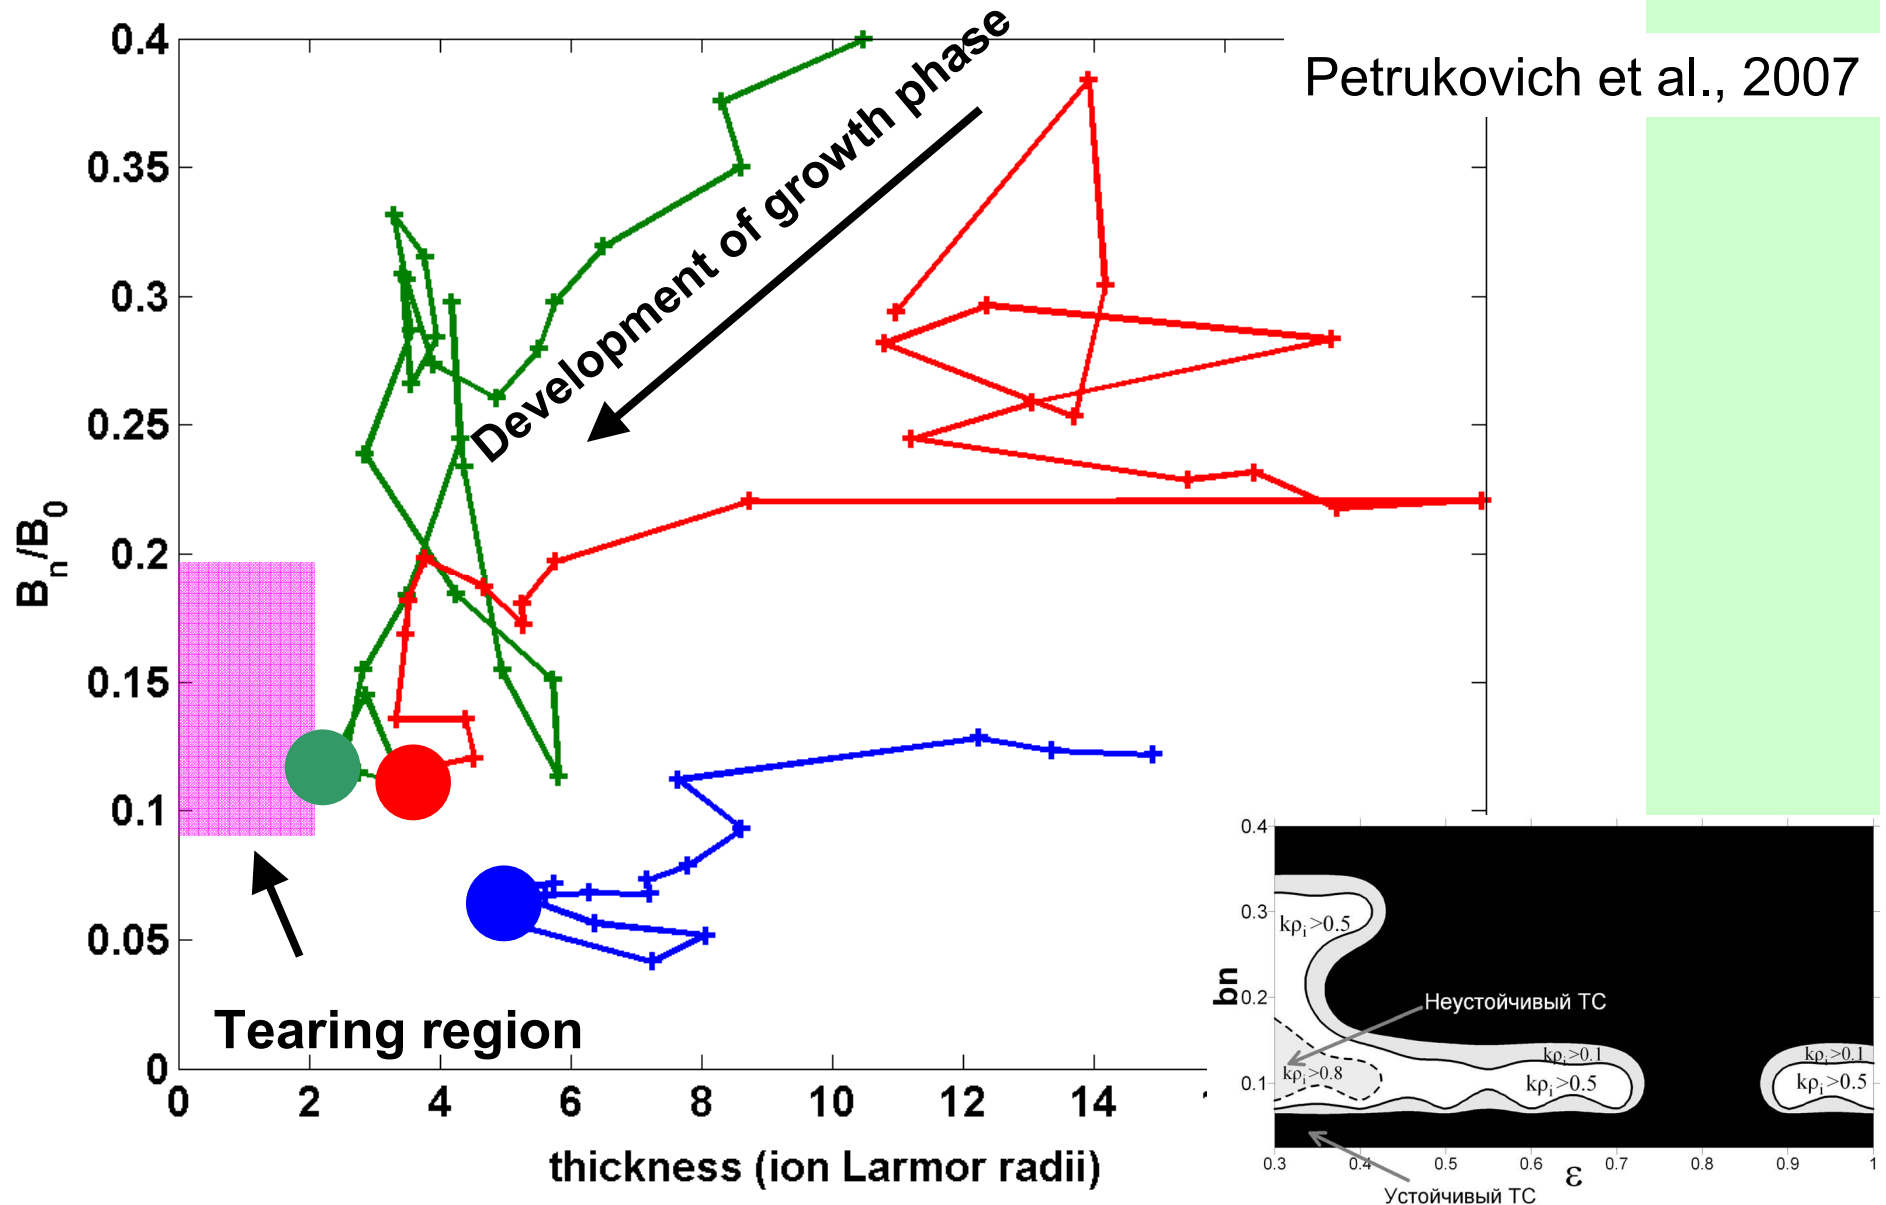 Petrukovich et al., 2007
Development of growth phase
0.4
0.35
0.3
0.25
0.2
0.15
0.1
0.05
0
Bn/B0
Tearing region
0 2 4 6 8 10 12 14
thickness (ion Larmor radii)
0.4
0.3
0.2
0.1
bn
kρi>0.5
Неустойчивый ТС
kρi>0.8
kρi>0.1
kρi>0.5
kρi>0.1
kρi>0.5
0.3 0.4 0.5 0.6 0.7 0.8 0.9 1
ε
Устойчивый ТС